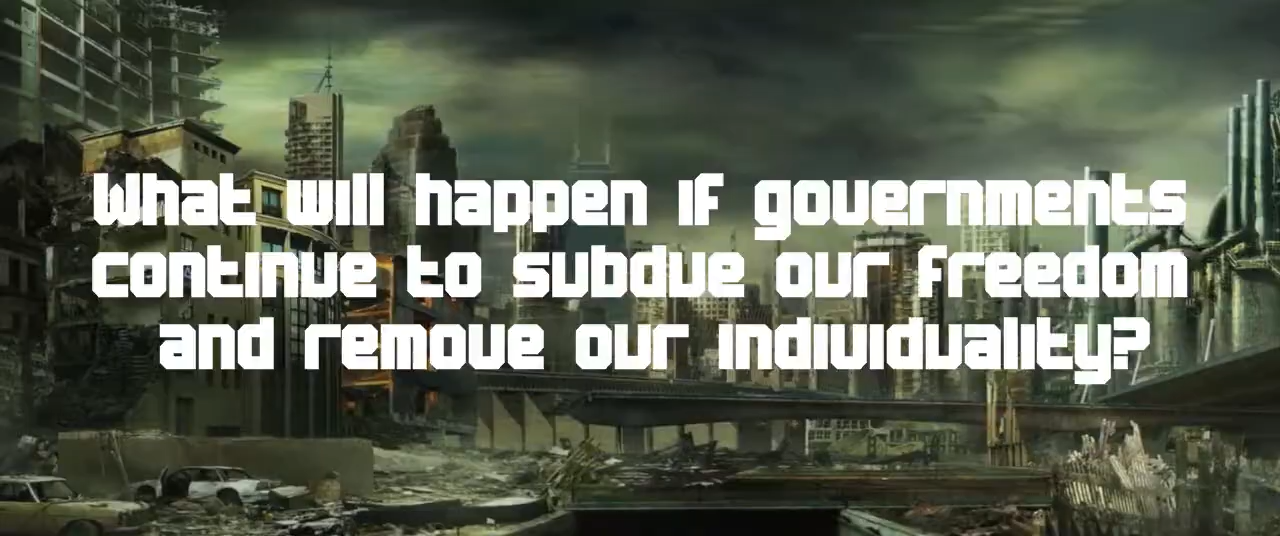 What will happen if governments
continue to subdue our freedom
and remove our individuality?